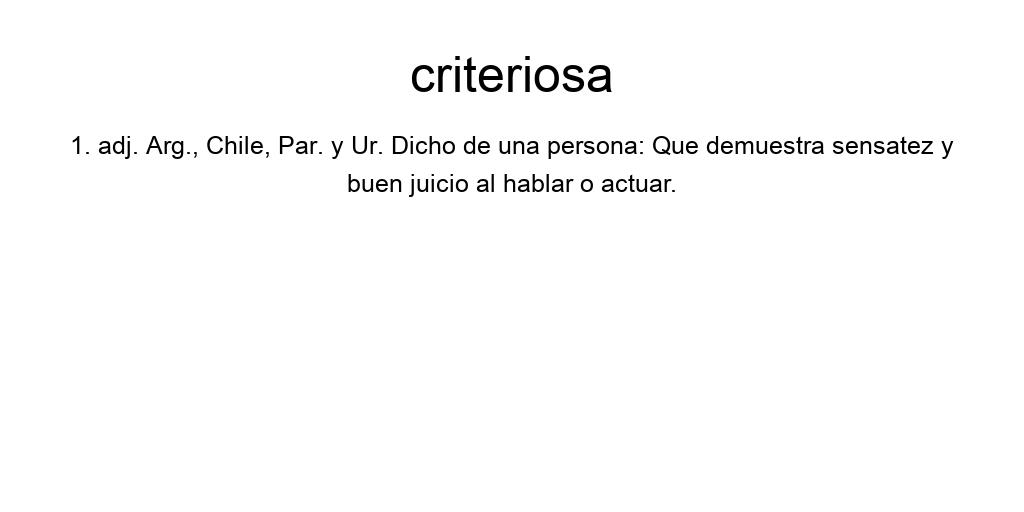 criteriosa
1. adj. Arg., Chile, Par. y Ur. Dicho de una persona: Que demuestra sensatez y
buen juicio al hablar o actuar.